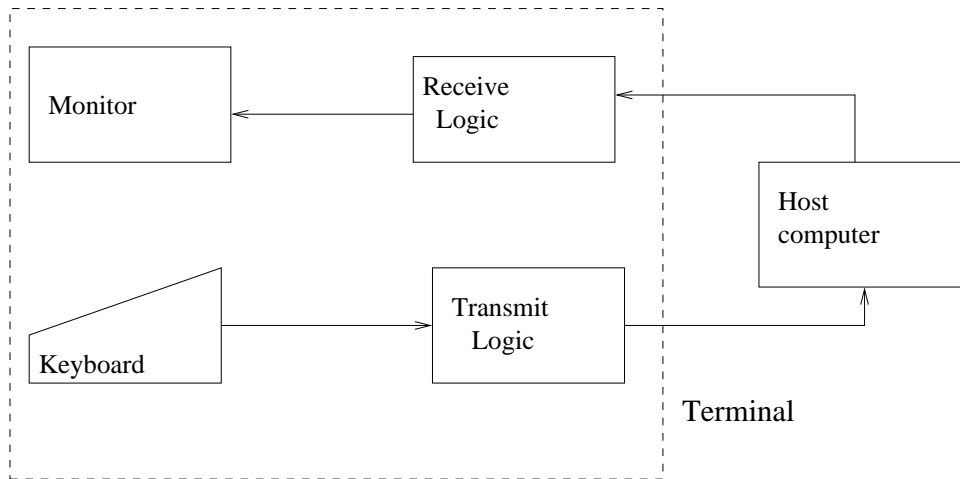 Monitor
Receive
Logic
Host
computer
Keyboard
Transmit
Logic
Terminal